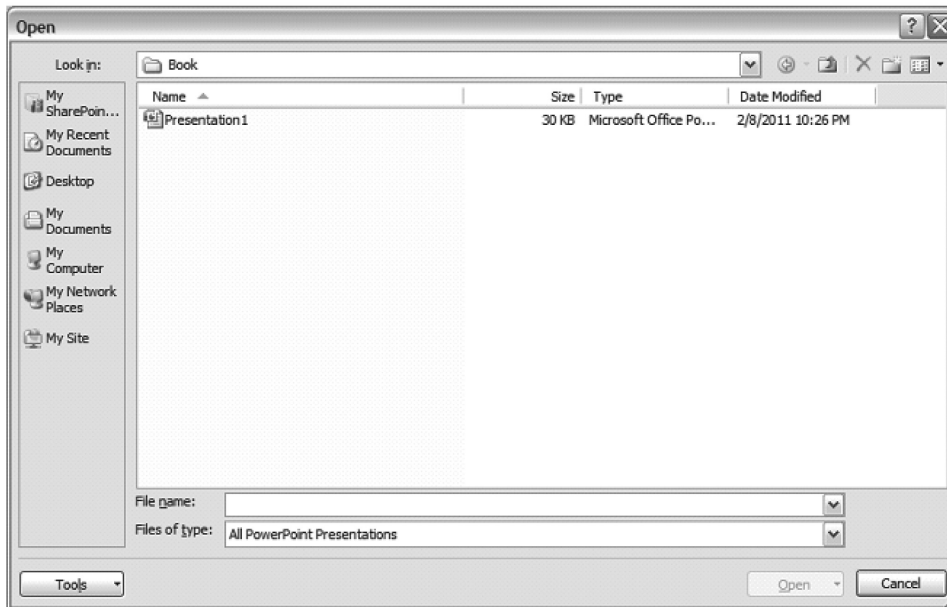 Open
Look in:
Book
My
SharePoin...
My Recent
Documents
Desktop
My
Documents
My
Computer
My Network
Places
My Site
Name Size Type Date Modified
Presentation1 30 KB Microsoft Office Po... 2/8/2011 10:26 PM
File name:
Files of type: All PowerPoint Presentations
Tools Open Cancel